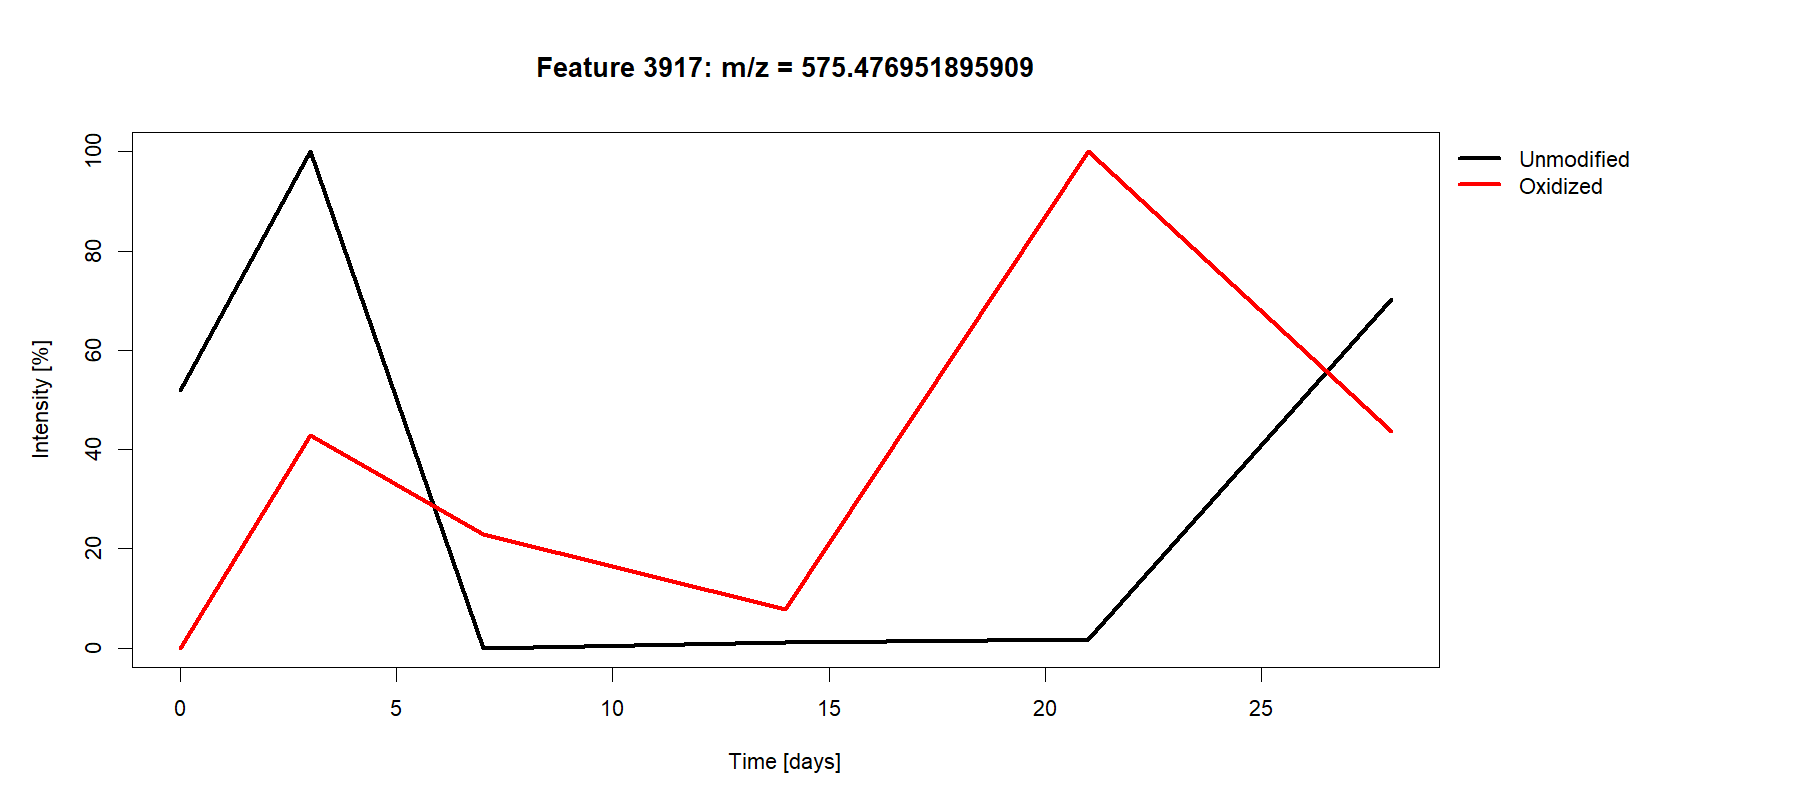 Feature 3917: m/z = 575.476951895909
Unmodified
Oxidized
Intensity [%]
100
80
60
40
20
0
0 5 10 15 20 25
Time [days]